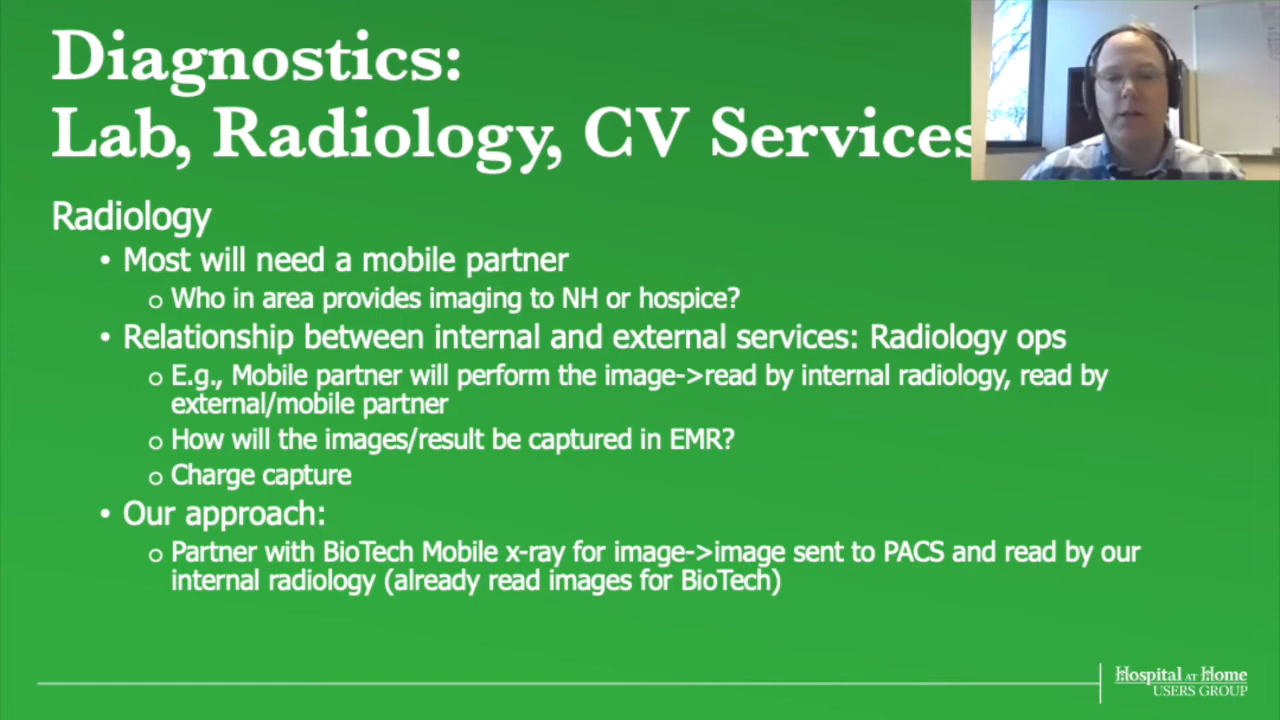 Diagnostics:
Lab, Radiology, CV Services
Radiology
• Most will need a mobile partner
o Who in area provides imaging to NH or hospice?
• Relationship between internal and external services: Radiology ops
o E.g., Mobile partner will perform the image->read by internal radiology, read by
external/mobile partner
o How will the images/result be captured in EMR?
o Charge capture
• Our approach:
o Partner with BioTech Mobile x-ray for image->image sent to PACS and read by our
internal radiology (already read images for BioTech)
Hospital at Home
USERS GROUP